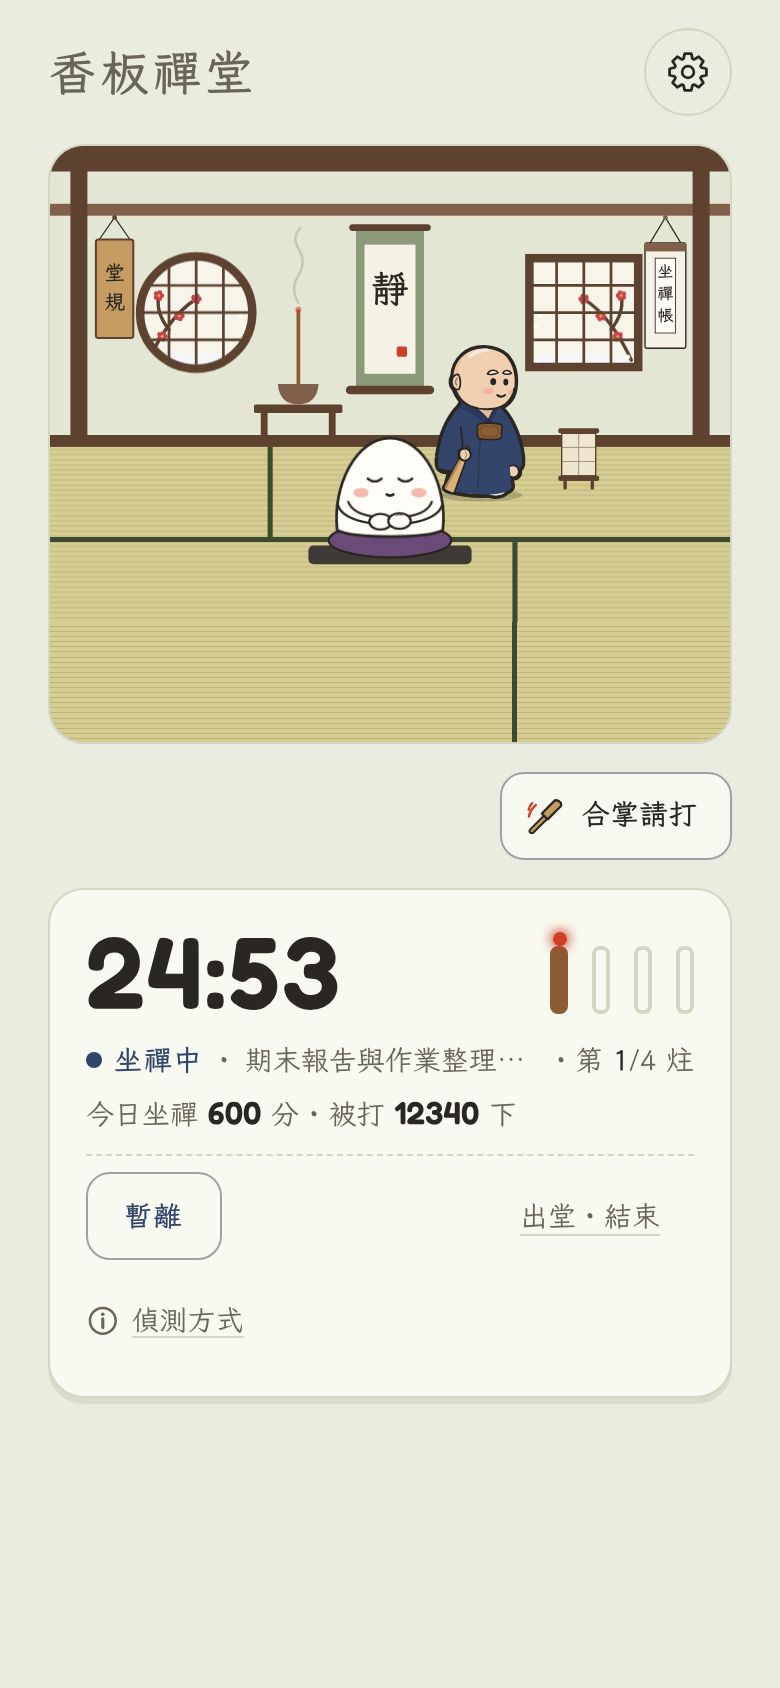 香板禪堂
堂規
靜
坐禪帳
合掌請打
24:53
坐禪中 · 期末報告與作業整理… · 第 1/4 炷
今日坐禪 600 分 · 被打 12340 下
暫離
出堂 · 結束
偵測方式